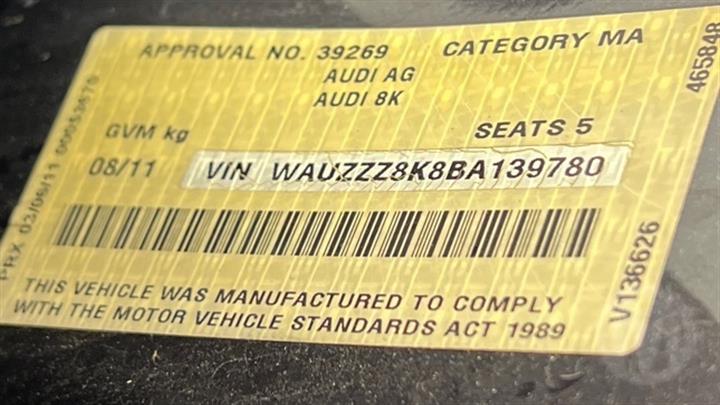 APPROVAL NO. 39269 CATEGORY MA
AUDI AG
AUDI 8K
GVM kg SEATS 5
08/11 VIN WAUZZZ8K8BA139780
THIS VEHICLE WAS MANUFACTURED TO COMPLY
WITH THE MOTOR VEHICLE STANDARDS ACT 1989
465848
V136626
PRX 03/06/11